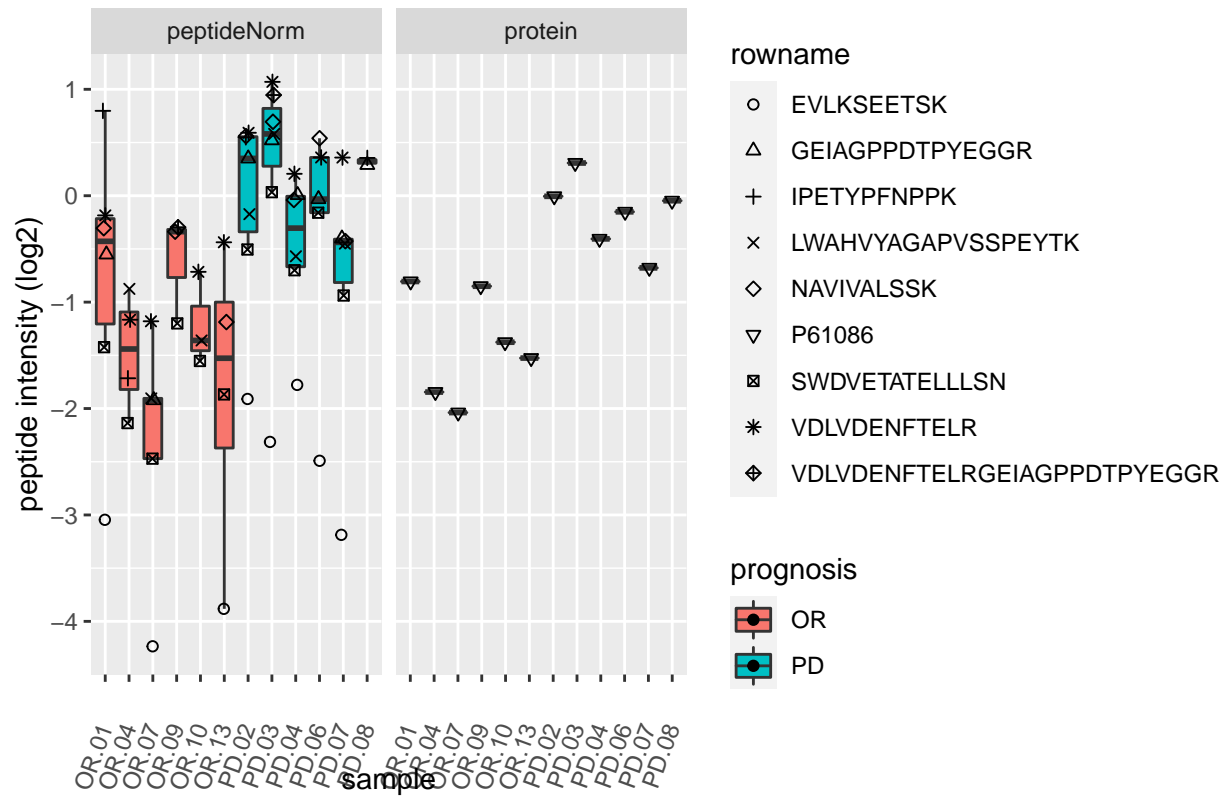 peptideNorm
protein
peptide intensity (log2)
1
0
−1
−2
−3
−4
OR.01
OR.04
OR.07
OR.09
OR.10
OR.13
PD.02
PD.03
PD.04
PD.06
PD.07
PD.08
OR.01
OR.04
OR.07
OR.09
OR.10
OR.13
PD.02
PD.03
PD.04
PD.06
PD.07
PD.08
sample
rowname
EVLKSEETSK
GEIAGPPDTPYEGGR
IPETYPFNPPK
LWAHVYAGAPVSSPEYTK
NAVIVALSSK
P61086
SWDVETATELLLSN
VDLVDENFTELR
VDLVDENFTELRGEIAGPPDTPYEGGR
prognosis
OR
PD